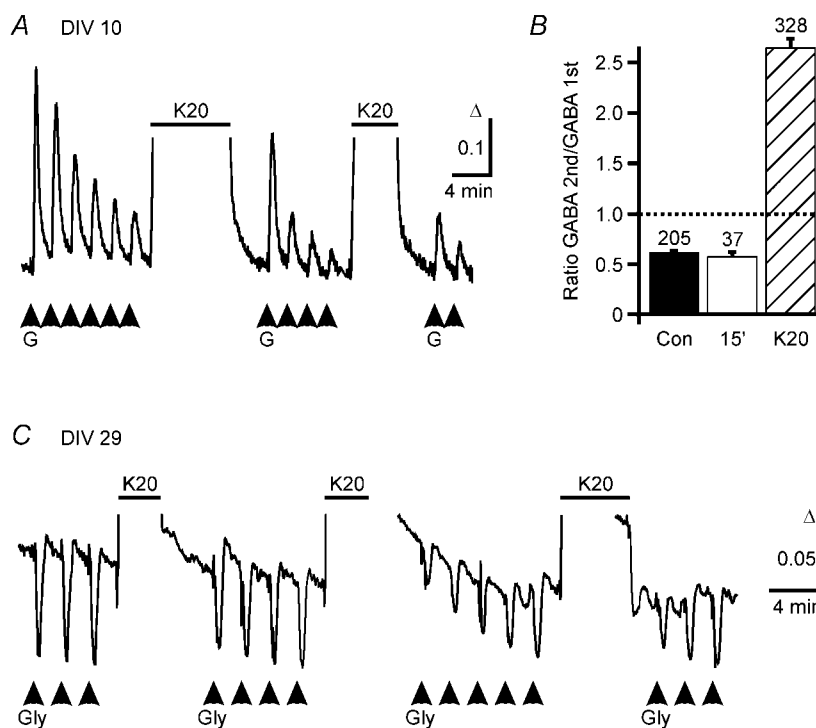 A DIV 10
K20
K20
Δ
0.1
4 min
G
G
G
B
Ratio GABA 2nd/GABA 1st
2.5
2.0
1.5
1.0
0.5
0
205
37
328
Con
15'
K20
C DIV 29
K20
K20
K20
Δ
0.05
4 min
Gly
Gly
Gly
Gly